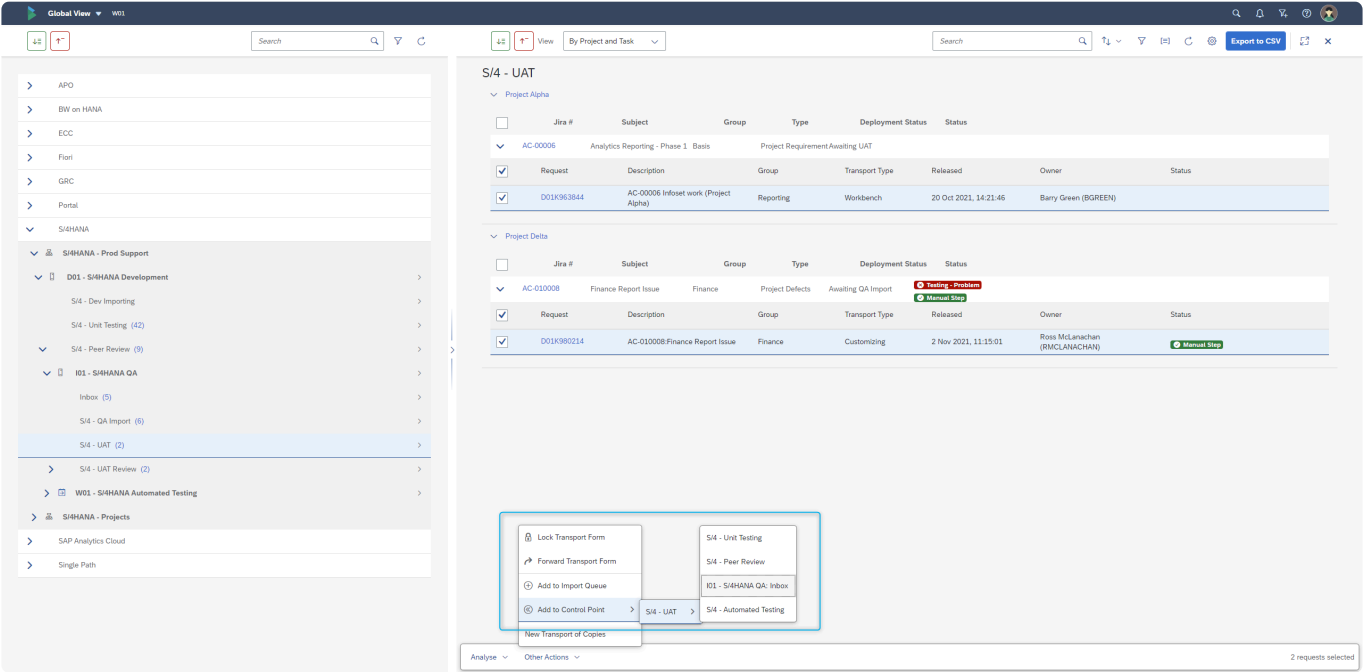 Global View W01
View By Project and Task
Search
Search
Export to CSV
APO
BW on HANA
ECC
Fiori
GRC
Portal
S/4HANA
S/4HANA - Prod Support
D01 - S/4HANA Development
S/4 - Dev Importing
S/4 - Unit Testing (42)
S/4 - Peer Review (9)
I01 - S/4HANA QA
Inbox (5)
S/4 - QA Import (6)
S/4 - UAT (2)
S/4 - UAT Review (2)
W01 - S/4HANA Automated Testing
S/4HANA - Projects
SAP Analytics Cloud
Single Path
S/4 - UAT
Project Alpha
Jira # Subject Group Type Deployment Status Status
AC-00006 Analytics Reporting - Phase 1 Basis Project Requirement Awaiting UAT
Request Description Group Transport Type Released Owner Status
D01K963844 AC-00006 Infoset work (Project Reporting Workbench 20 Oct 2021, 14:21:46 Barry Green (BGREEN)
Alpha)
Project Delta
Jira # Subject Group Type Deployment Status Status
AC-010008 Finance Report Issue Finance Project Defects Awaiting QA Import Testing - Problem
Manual Step
Request Description Group Transport Type Released Owner Status
D01K980214 AC-010008:Finance Report Issue Finance Customizing 2 Nov 2021, 11:15:01 Ross McLanachan Manual Step
(RMCLANACHAN)
Lock Transport Form
Forward Transport Form
Add to Import Queue
Add to Control Point
New Transport of Copies
S/4 - UAT
S/4 - Unit Testing
S/4 - Peer Review
I01 - S/4HANA QA: Inbox
S/4 - Automated Testing
Analyse Other Actions 2 requests selected